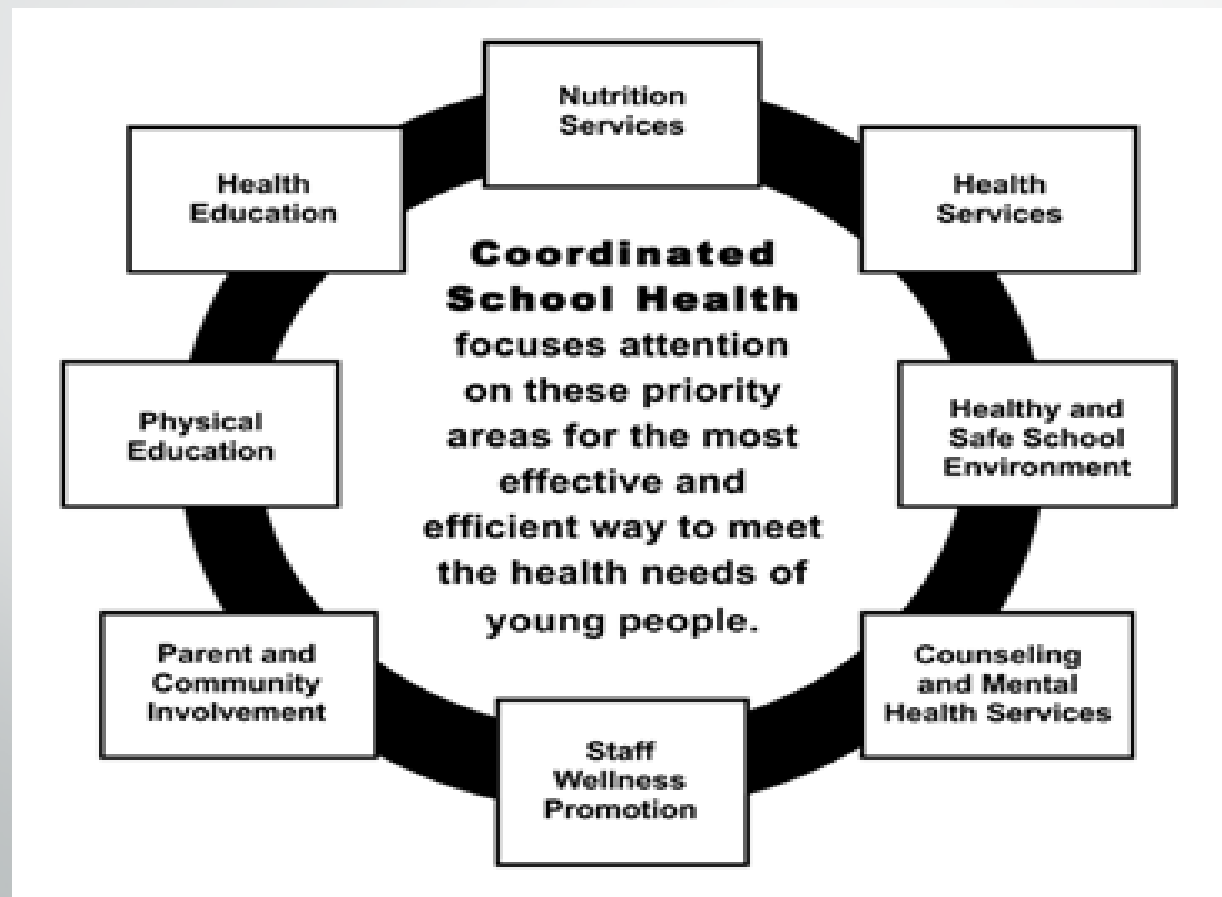 Nutrition
Services
Health
Services
Healthy and
Safe School
Environment
Counseling
and Mental
Health Services
Staff
Wellness
Promotion
Parent and
Community
Involvement
Physical
Education
Health
Education
Coordinated
School Health
focuses attention
on these priority
areas for the most
effective and
efficient way to meet
the health needs of
young people.